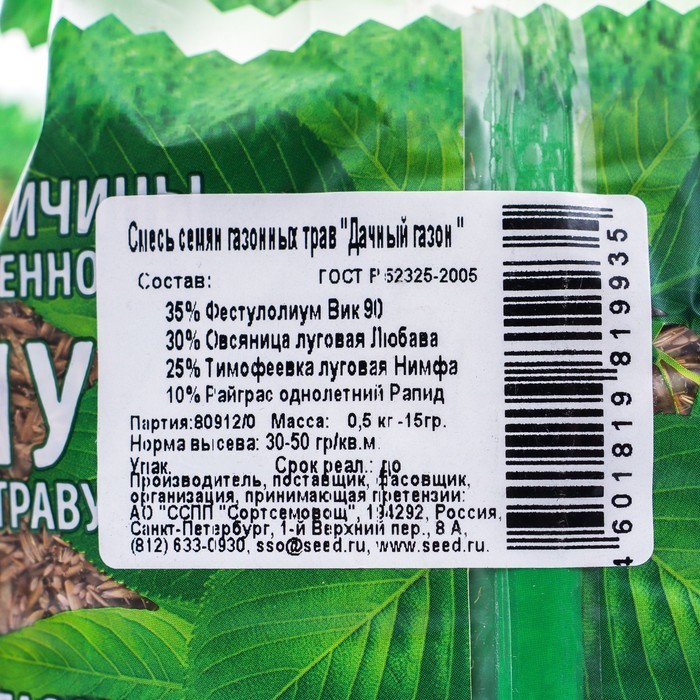 ИЧИНЫ
ЕННО
НУ
ТРАВУ
Смесь семян газонных трав "Дачный газон"
Состав: ГОСТ Р 52325-2005
35% Фестулолиум Вик 90
30% Овсяница луговая Любава
25% Тимофеевка луговая Нимфа
10% Райграс однолетний Рапид
Партия:80912/0 Масса: 0,5 кг -15гр.
Норма высева: 30-50 гр/кв.м.
Упак. Срок реал.: до
Производитель, поставщик, фасовщик,
организация, принимающая претензии:
АО "ССПП "Сортсемовощ", 194292, Россия,
Санкт-Петербург, 1-й Верхний пер., 8 А,
(812) 633-0930, sso@seed.ru, www.seed.ru.
4 601819 819935